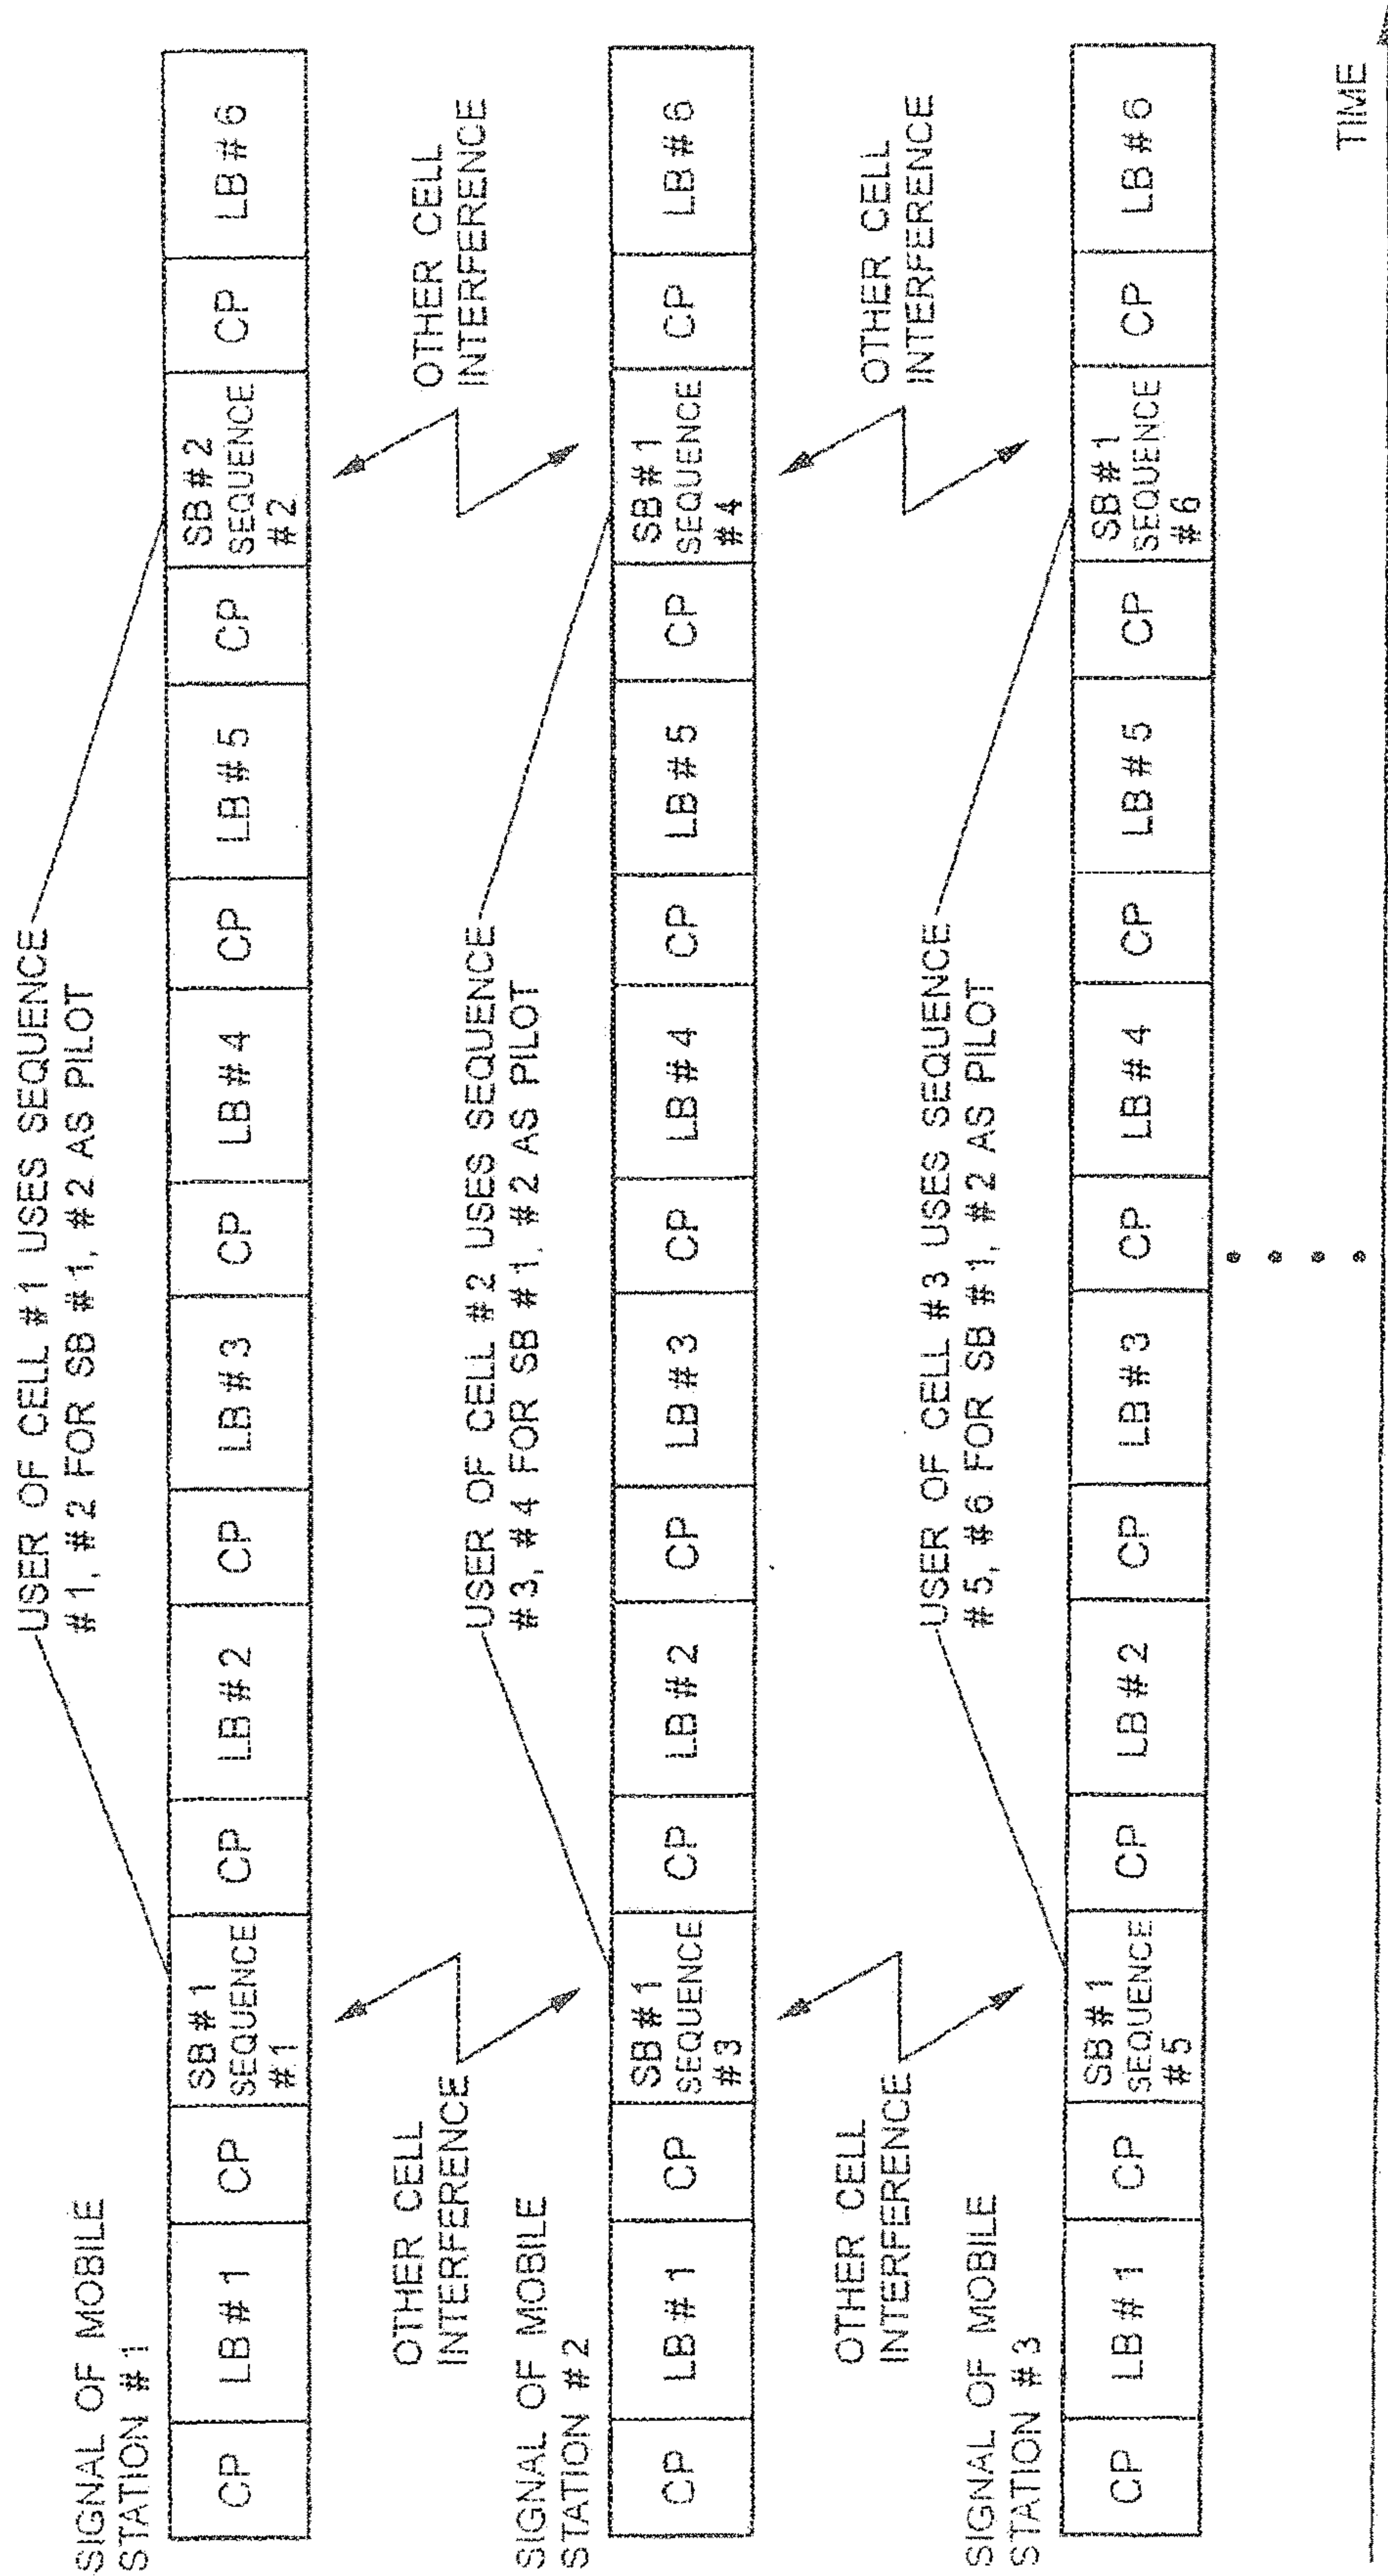 SIGNAL OF MOBILE
STATION #1
USER OF CELL #1 USES SEQUENCE
#1, #2 FOR SB #1, #2 AS PILOT
CP
LB #1
CP
SB #1
SEQUENCE
#1
CP
LB #2
CP
LB #3
CP
LB #4
CP
LB #5
CP
SB #2
SEQUENCE
#2
CP
LB #6
OTHER CELL
INTERFERENCE
OTHER CELL
INTERFERENCE
SIGNAL OF MOBILE
STATION #2
USER OF CELL #2 USES SEQUENCE
#3, #4 FOR SB #1, #2 AS PILOT
CP
LB #1
CP
SB #1
SEQUENCE
#3
CP
LB #2
CP
LB #3
CP
LB #4
CP
LB #5
CP
SB #1
SEQUENCE
#4
CP
LB #6
OTHER CELL
INTERFERENCE
OTHER CELL
INTERFERENCE
SIGNAL OF MOBILE
STATION #3
USER OF CELL #3 USES SEQUENCE
#5, #6 FOR SB #1, #2 AS PILOT
CP
LB #1
CP
SB #1
SEQUENCE
#5
CP
LB #2
CP
LB #3
CP
LB #4
CP
LB #5
CP
SB #1
SEQUENCE
#6
CP
LB #6
TIME